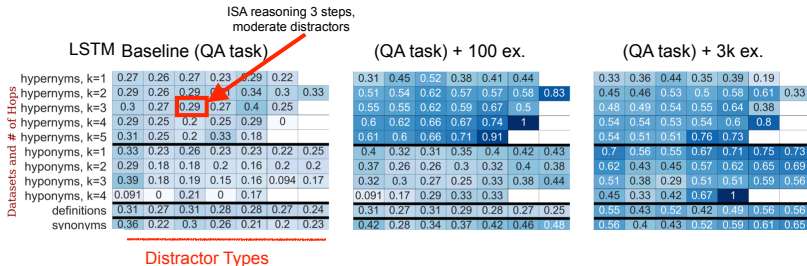 ISA reasoning 3 steps,
moderate distractors
LSTM Baseline (QA task) (QA task) + 100 ex. (QA task) + 3k ex.
Datasets and # of Hops
hypernyms, k=1 0.27 0.26 0.27 0.23 0.29 0.22 0.31 0.45 0.52 0.38 0.41 0.44 0.33 0.36 0.44 0.35 0.39 0.19
hypernyms, k=2 0.29 0.26 0.29 0.34 0.3 0.33 0.51 0.54 0.62 0.57 0.57 0.58 0.83 0.45 0.46 0.53 0.5 0.58 0.61 0.33
hypernyms, k=3 0.3 0.27 0.29 0.27 0.4 0.25 0.55 0.55 0.62 0.59 0.67 0.5 0.48 0.49 0.54 0.55 0.64 0.38
hypernyms, k=4 0.29 0.25 0.2 0.25 0.29 0 0.6 0.62 0.66 0.67 0.74 1 0.54 0.54 0.53 0.54 0.6 0.8
hypernyms, k=5 0.31 0.25 0.2 0.33 0.18 0.61 0.6 0.66 0.71 0.91 0.54 0.51 0.51 0.76 0.73
hyponyms, k=1 0.33 0.23 0.26 0.23 0.23 0.22 0.25 0.4 0.32 0.31 0.35 0.4 0.42 0.43 0.7 0.56 0.55 0.67 0.71 0.75 0.73
hyponyms, k=2 0.29 0.18 0.18 0.2 0.16 0.2 0.2 0.37 0.26 0.26 0.3 0.32 0.4 0.38 0.62 0.43 0.45 0.57 0.62 0.65 0.69
hyponyms, k=3 0.39 0.18 0.19 0.15 0.16 0.094 0.17 0.32 0.3 0.27 0.25 0.33 0.38 0.44 0.51 0.38 0.29 0.51 0.51 0.59 0.56
hyponyms, k=4 0.091 0 0.21 0 0.17 0.091 0.17 0.29 0.33 0.33 0.45 0.33 0.42 0.67 1
definitions 0.31 0.27 0.31 0.28 0.28 0.27 0.24 0.31 0.27 0.31 0.29 0.28 0.27 0.25 0.55 0.43 0.52 0.42 0.49 0.56 0.56
synonyms 0.36 0.22 0.3 0.26 0.21 0.2 0.23 0.42 0.28 0.34 0.37 0.42 0.46 0.48 0.56 0.4 0.43 0.52 0.59 0.61 0.65
Distractor Types